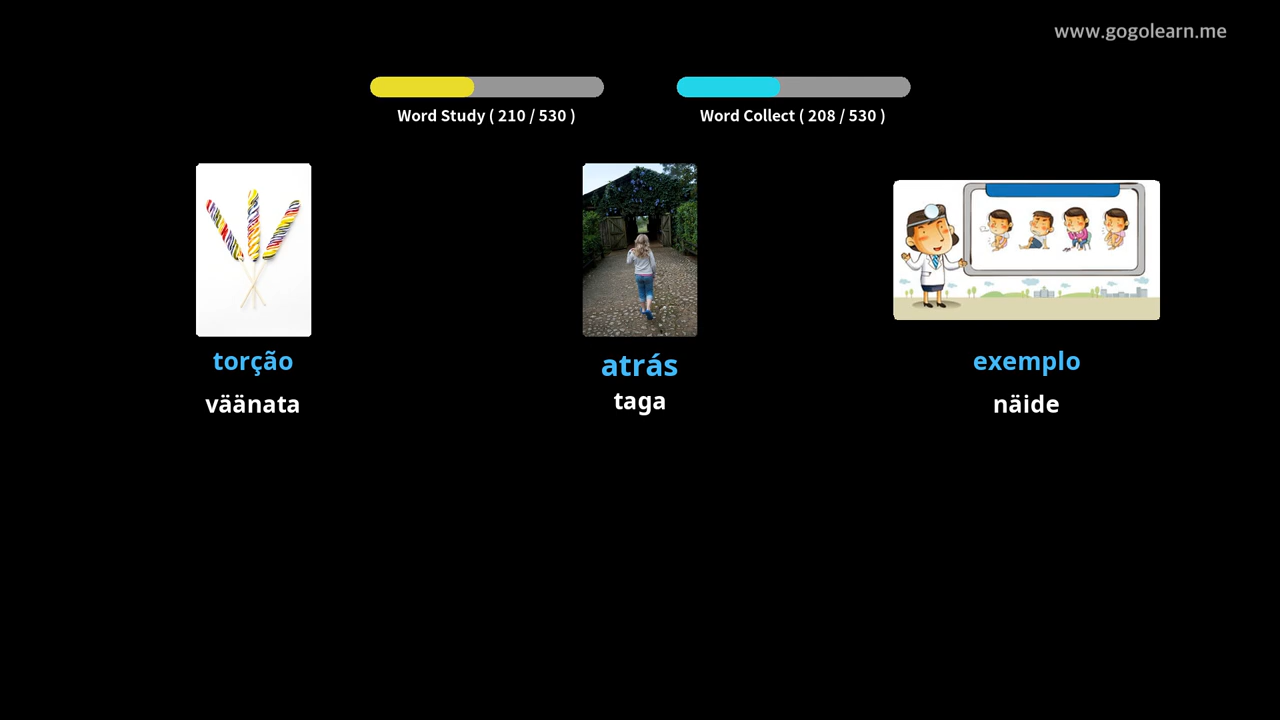 www.gogolearn.me
Word Study ( 210 / 530 )
Word Collect ( 208 / 530 )
torção
väänata
atrás
taga
exemplo
näide